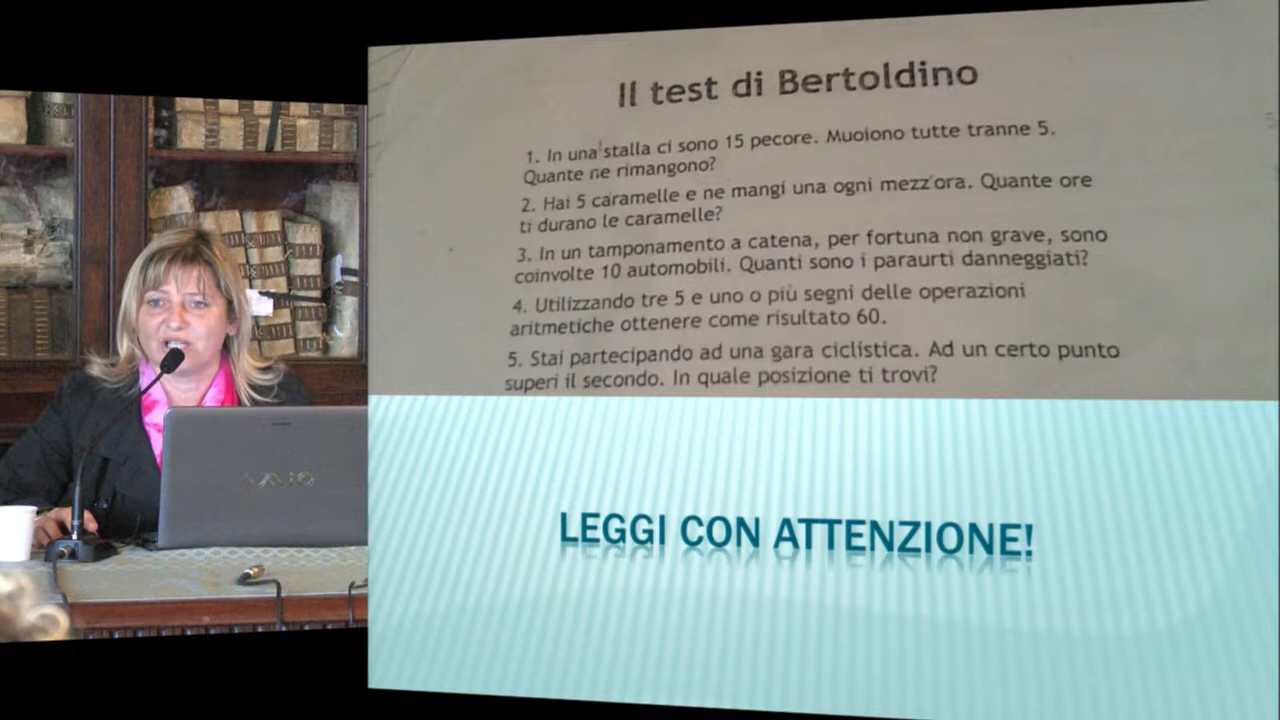 Il test di Bertoldino
1. In una stalla ci sono 15 pecore. Muoiono tutte tranne 5.
Quante ne rimangono?
2. Hai 5 caramelle e ne mangi una ogni mezz'ora. Quante ore
ti durano le caramelle?
3. In un tamponamento a catena, per fortuna non grave, sono
coinvolte 10 automobili. Quanti sono i paraurti danneggiati?
4. Utilizzando tre 5 e uno o più segni delle operazioni
aritmetiche ottenere come risultato 60.
5. Stai partecipando ad una gara ciclistica. Ad un certo punto
superi il secondo. In quale posizione ti trovi?
LEGGI CON ATTENZIONE!
VAIO